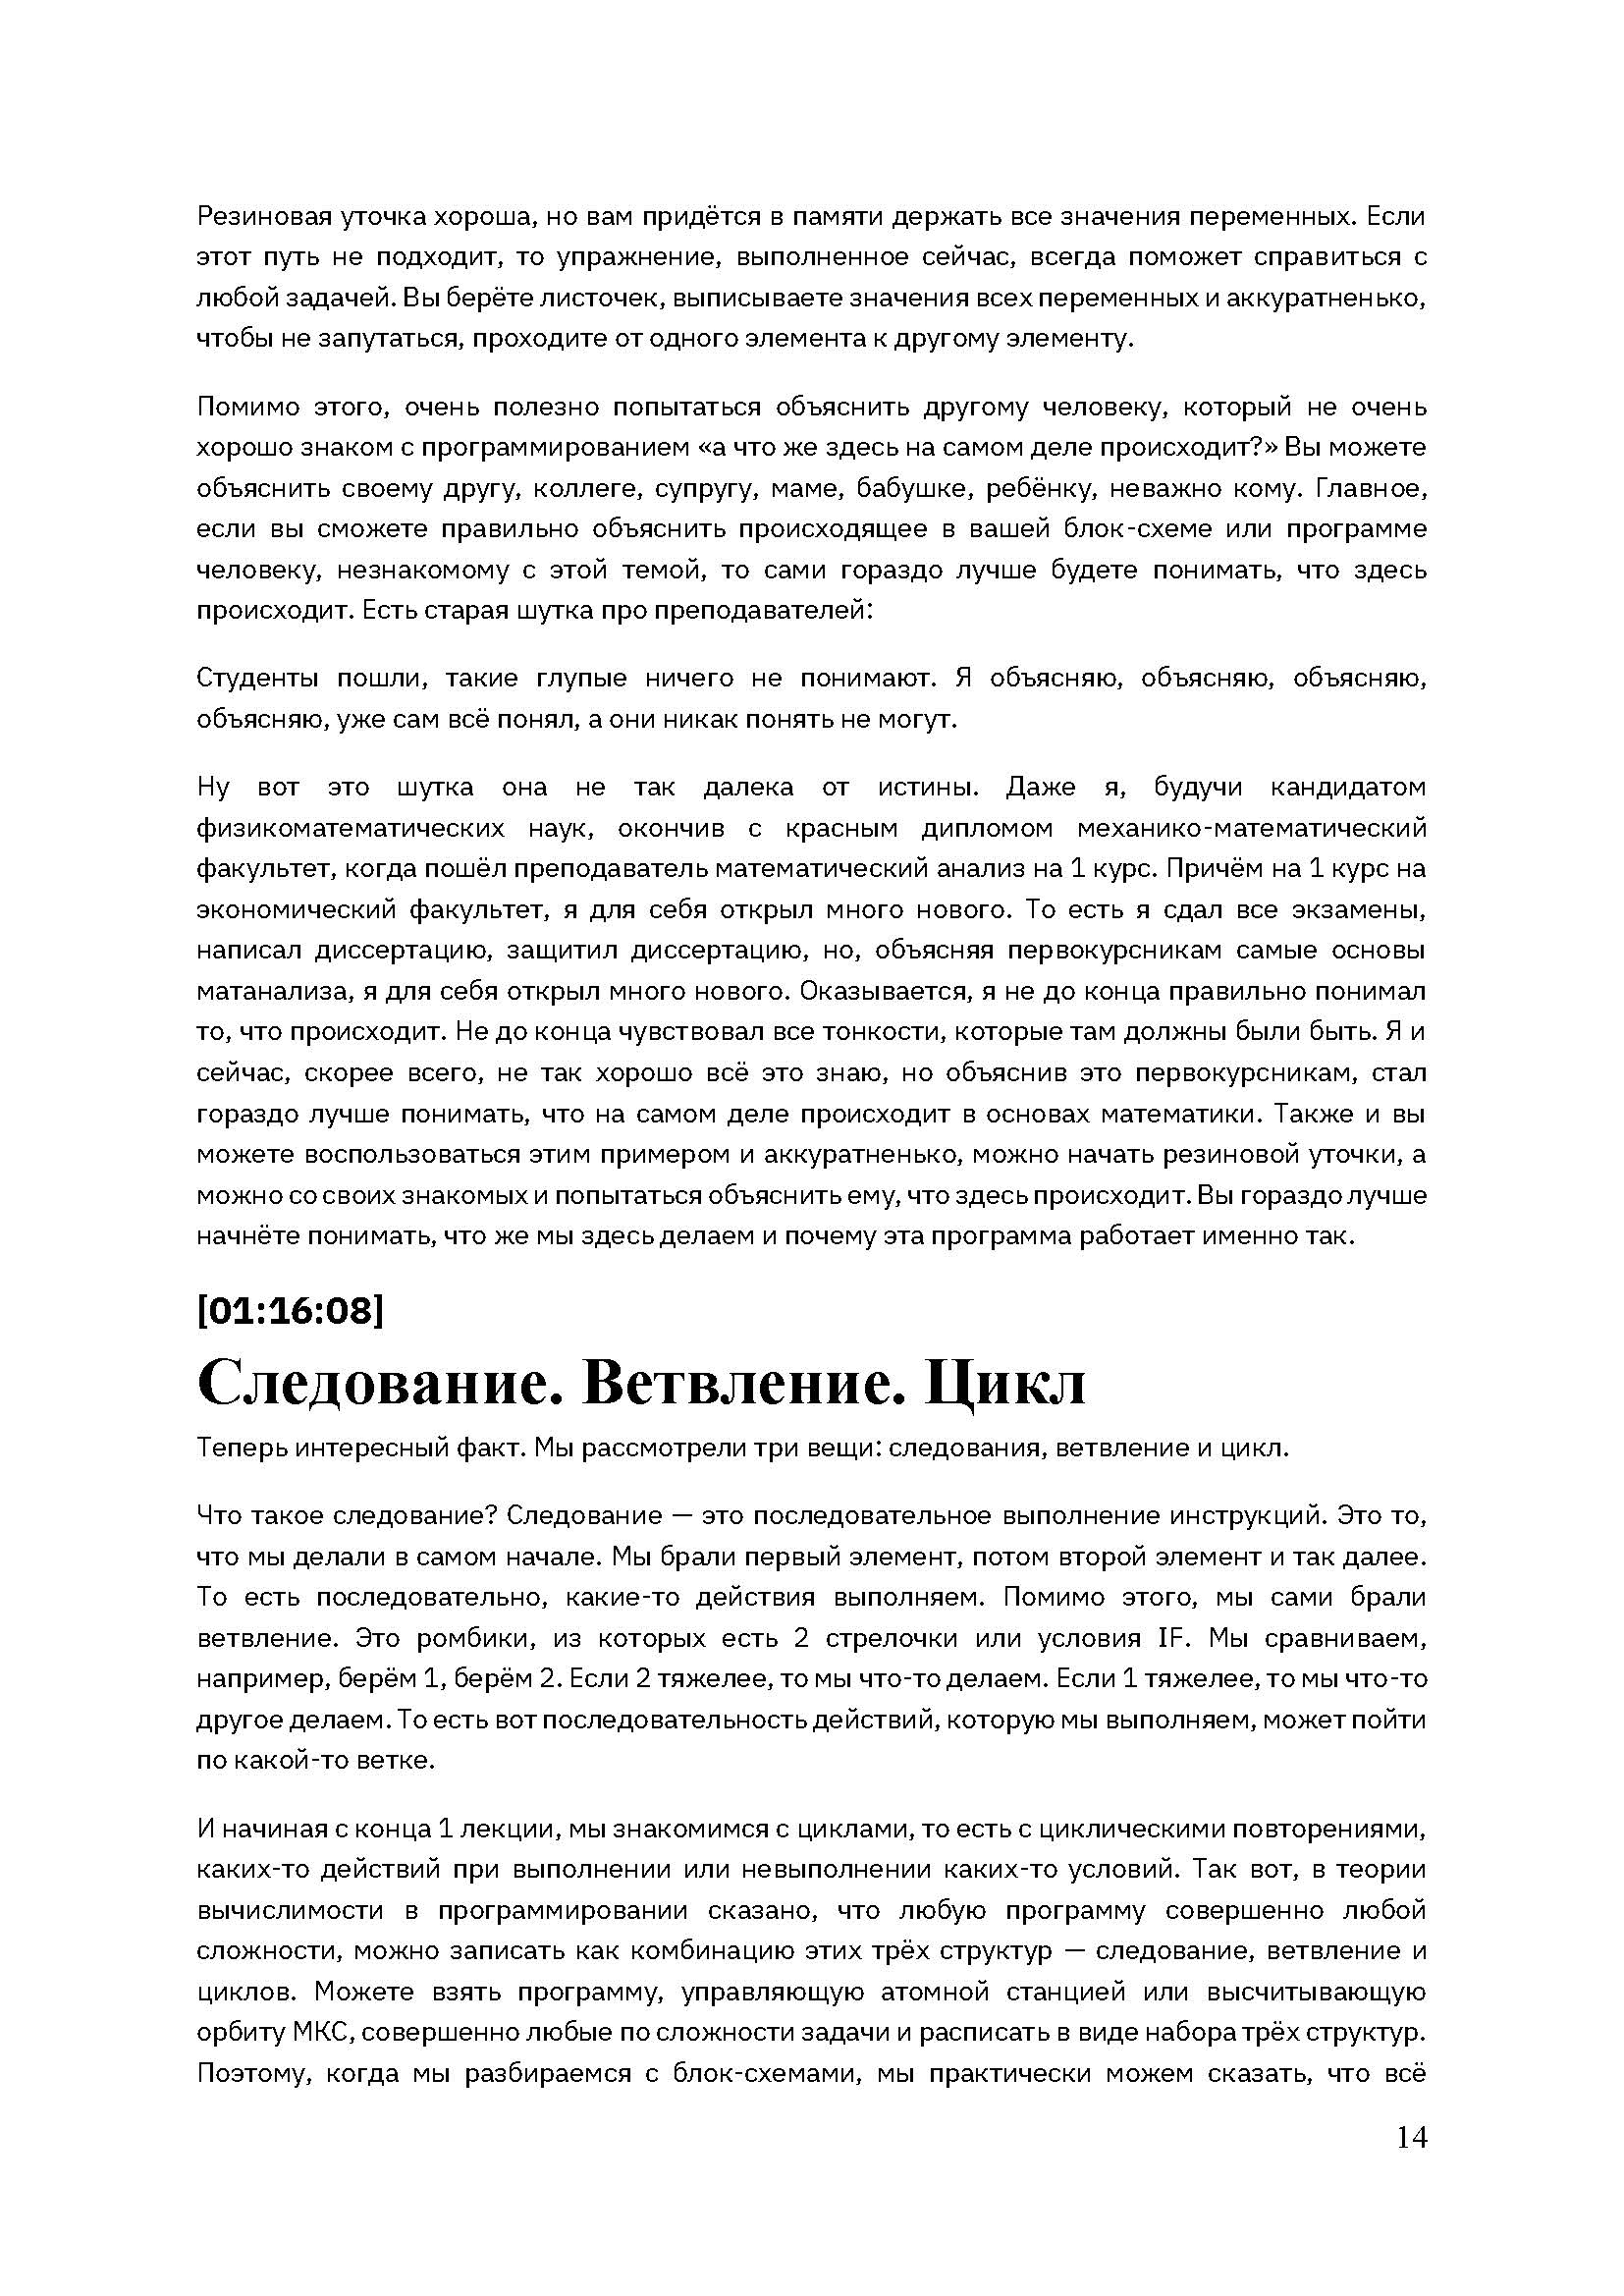 Резиновая уточка хороша, но вам придётся в памяти держать все значения переменных. Если
этот путь не подходит, то упражнение, выполненное сейчас, всегда поможет справиться с
любой задачей. Вы берёте листочек, выписываете значения всех переменных и аккуратненько,
чтобы не запутаться, проходите от одного элемента к другому элементу.
Помимо этого, очень полезно попытаться объяснить другому человеку, который не очень
хорошо знаком с программированием «а что же здесь на самом деле происходит?» Вы можете
объяснить своему другу, коллеге, супругу, маме, бабушке, ребёнку, неважно кому. Главное,
если вы сможете правильно объяснить происходящее в вашей блок-схеме или программе
человеку, незнакомому с этой темой, то сами гораздо лучше будете понимать, что здесь
происходит. Есть старая шутка про преподавателей:
Студенты пошли, такие глупые ничего не понимают. Я объясняю, объясняю, объясняю,
объясняю, уже сам всё понял, а они никак понять не могут.
Ну вот это шутка она не так далека от истины. Даже я, будучи кандидатом
физикоматематических наук, окончив с красным дипломом механико-математический
факультет, когда пошёл преподаватель математический анализ на 1 курс. Причём на 1 курс на
экономический факультет, я для себя открыл много нового. То есть я сдал все экзамены,
написал диссертацию, защитил диссертацию, но, объясняя первокурсникам самые основы
матанализа, я для себя открыл много нового. Оказывается, я не до конца правильно понимал
то, что происходит. Не до конца чувствовал все тонкости, которые там должны были быть. Я и
сейчас, скорее всего, не так хорошо всё это знаю, но объяснив это первокурсникам, стал
гораздо лучше понимать, что на самом деле происходит в основах математики. Также и вы
можете воспользоваться этим примером и аккуратненько, можно начать резиновой уточки, а
можно со своих знакомых и попытаться объяснить ему, что здесь происходит. Вы гораздо лучше
начнёте понимать, что же мы здесь делаем и почему эта программа работает именно так.
[01:16:08]
Следование. Ветвление. Цикл
Теперь интересный факт. Мы рассмотрели три вещи: следования, ветвление и цикл.
Что такое следование? Следование — это последовательное выполнение инструкций. Это то,
что мы делали в самом начале. Мы брали первый элемент, потом второй элемент и так далее.
То есть последовательно, какие-то действия выполняем. Помимо этого, мы сами брали
ветвление. Это ромбики, из которых есть 2 стрелочки или условия IF. Мы сравниваем,
например, берём 1, берём 2. Если 2 тяжелее, то мы что-то делаем. Если 1 тяжелее, то мы что-то
другое делаем. То есть вот последовательность действий, которую мы выполняем, может пойти
по какой-то ветке.
И начиная с конца 1 лекции, мы знакомимся с циклами, то есть с циклическими повторениями,
каких-то действий при выполнении или невыполнении каких-то условий. Так вот, в теории
вычислимости в программировании сказано, что любую программу совершенно любой
сложности, можно записать как комбинацию этих трёх структур — следование, ветвление и
циклов. Можете взять программу, управляющую атомной станцией или высчитывающую
орбиту МКС, совершенно любые по сложности задачи и расписать в виде набора трёх структур.
Поэтому, когда мы разбираемся с блок-схемами, мы практически можем сказать, что всё
14